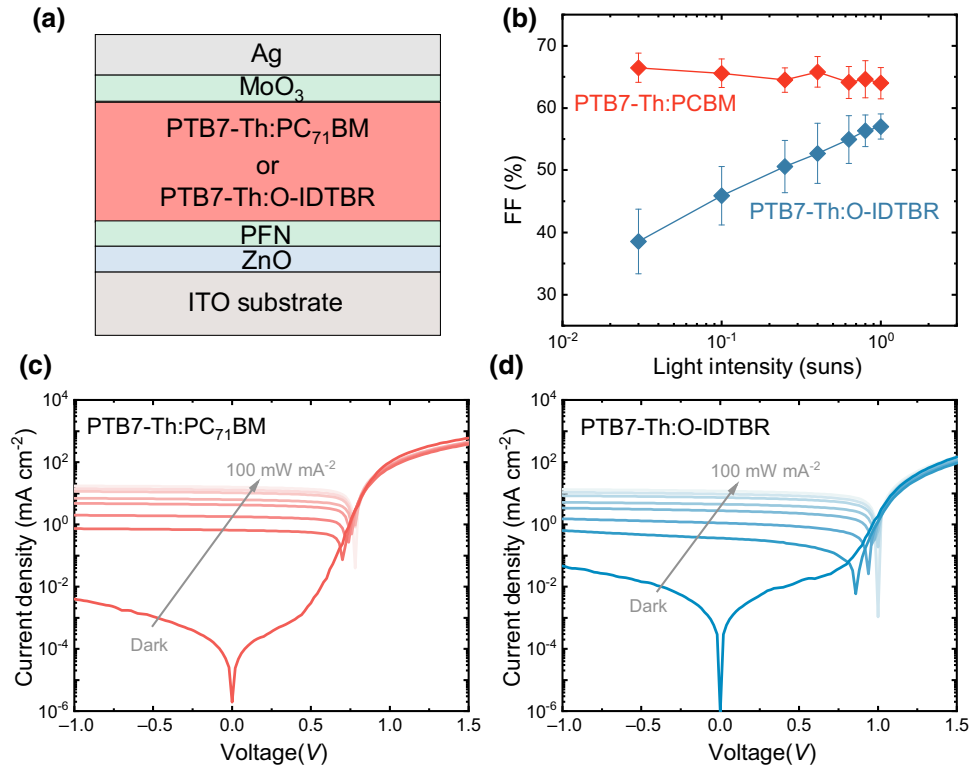 (a)
Ag
MoO₃
PTB7-Th:PC₇₁BM
or
PTB7-Th:O-IDTBR
PFN
ZnO
ITO substrate
(b)
FF (%)
70
60
50
40
30
PTB7-Th:PCBM
PTB7-Th:O-IDTBR
10⁻² 10⁻¹ 10⁰
Light intensity (suns)
(c)
Current density (mA cm⁻²)
10⁴
10²
10⁰
10⁻²
10⁻⁴
10⁻⁶
PTB7-Th:PC₇₁BM
100 mW mA⁻²
Dark
–1.0 –0.5 0.0 0.5 1.0 1.5
Voltage(V)
(d)
Current density (mA cm⁻²)
10⁴
10²
10⁰
10⁻²
10⁻⁴
10⁻⁶
PTB7-Th:O-IDTBR
100 mW mA⁻²
Dark
–1.0 –0.5 0.0 0.5 1.0 1.5
Voltage(V)